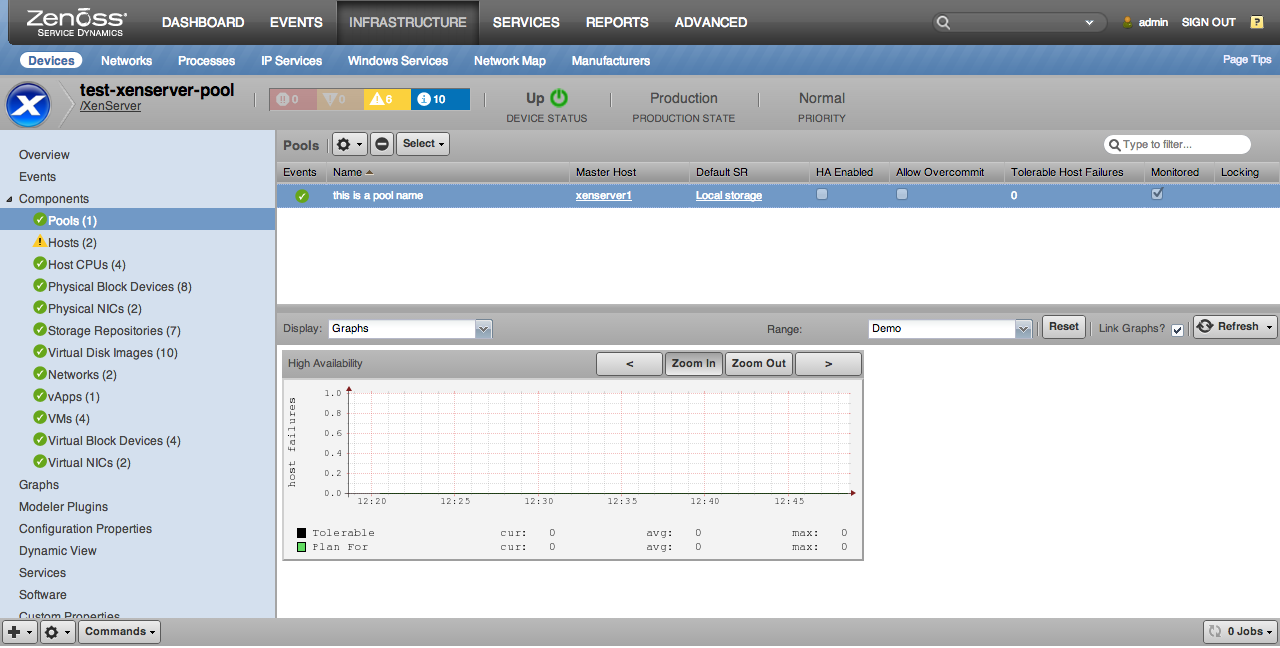 Zenoss SERVICE DYNAMICS
DASHBOARD EVENTS INFRASTRUCTURE SERVICES REPORTS ADVANCED admin SIGN OUT ?
Devices Networks Processes IP Services Windows Services Network Map Manufacturers Page Tips
test-xenserver-pool
/XenServer
0 0 6 10
Up
DEVICE STATUS
Production
PRODUCTION STATE
Normal
PRIORITY
Overview
Events
Components
Pools (1)
Hosts (2)
Host CPUs (4)
Physical Block Devices (8)
Physical NICs (2)
Storage Repositories (7)
Virtual Disk Images (10)
Networks (2)
vApps (1)
VMs (4)
Virtual Block Devices (4)
Virtual NICs (2)
Graphs
Modeler Plugins
Configuration Properties
Dynamic View
Services
Software
Custom Properties
Pools Select Type to filter...
Events Name Master Host Default SR HA Enabled Allow Overcommit Tolerable Host Failures Monitored Locking
this is a pool name xenserver1 Local storage 0
Display: Graphs Range: Demo Reset Link Graphs? Refresh
High Availability < Zoom In Zoom Out >
host failures
1.0
0.8
0.6
0.4
0.2
0.0
12:20 12:25 12:30 12:35 12:40 12:45
Tolerable cur: 0 avg: 0 max: 0
Plan For cur: 0 avg: 0 max: 0
Commands 0 Jobs